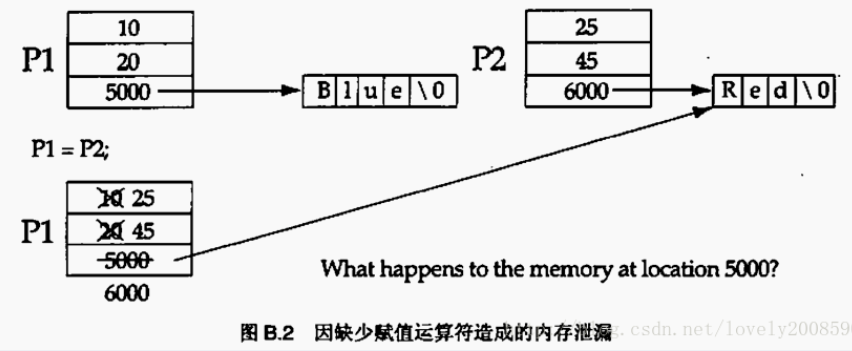 10
20
5000
P1
B l u e \0
25
45
6000
P2
R e d \0
P1 = P2;
10 25
20 45
5000
6000
P1
What happens to the memory at location 5000?
图 B.2 因缺少赋值运算符造成的内存泄漏
g.csdn.net/lovely2008590